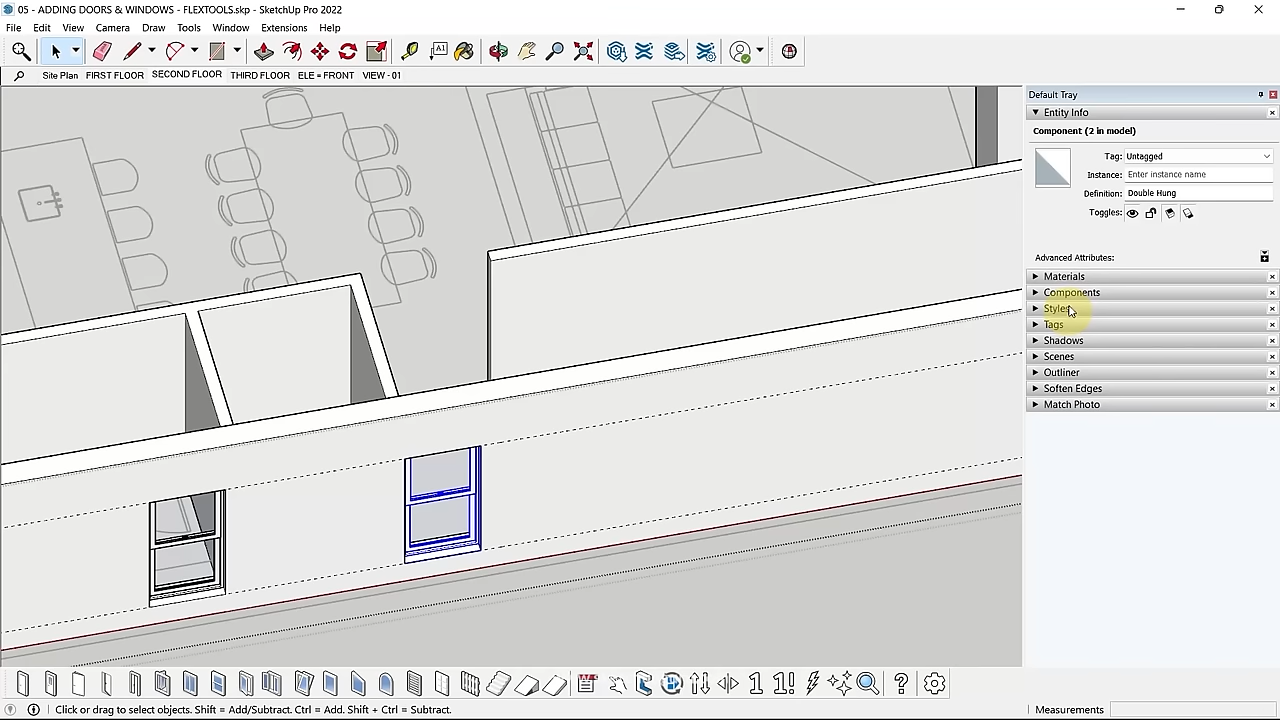 05 - ADDING DOORS & WINDOWS - FLEXTOOLS.skp - SketchUp Pro 2022
File Edit View Camera Draw Tools Window Extensions Help
A1
Site Plan FIRST FLOOR SECOND FLOOR THIRD FLOOR ELE = FRONT VIEW - 01
Default Tray
Entity Info
Component (2 in model)
Tag: Untagged
Instance: Enter instance name
Definition: Double Hung
Toggles:
Advanced Attributes:
Materials
Components
Styles
Tags
Shadows
Scenes
Outliner
Soften Edges
Match Photo
1 1! ?
Click or drag to select objects. Shift = Add/Subtract. Ctrl = Add. Shift + Ctrl = Subtract.
Measurements